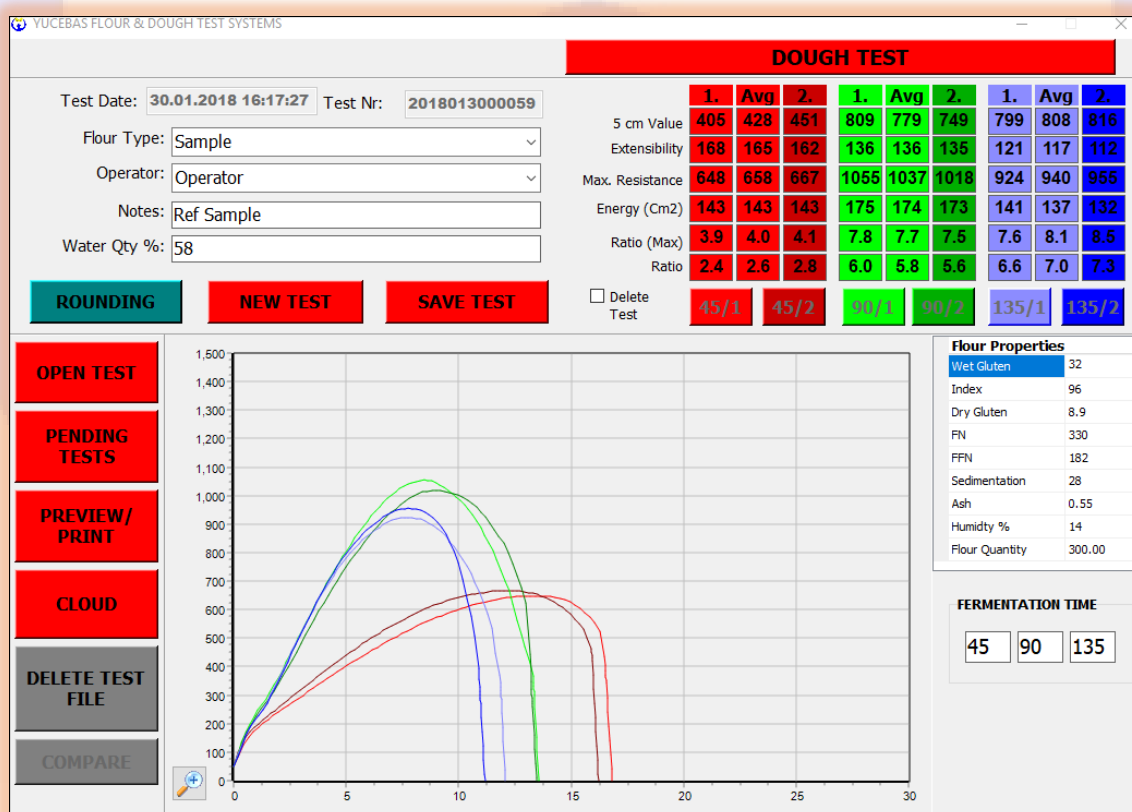 YUCEBAS FLOUR & DOUGH TEST SYSTEMS
DOUGH TEST
Test Date: 30.01.2018 16:17:27 Test Nr: 2018013000059
Flour Type: Sample
Operator: Operator
Notes: Ref Sample
Water Qty %: 58
ROUNDING NEW TEST SAVE TEST
1. Avg 2. 1. Avg 2. 1. Avg 2.
5 cm Value 405 428 451 809 779 749 799 808 816
Extensibility 168 165 162 136 136 135 121 117 112
Max. Resistance 648 658 667 1055 1037 1018 924 940 955
Energy (Cm2) 143 143 143 175 174 173 141 137 132
Ratio (Max) 3.9 4.0 4.1 7.8 7.7 7.5 7.6 8.1 8.5
Ratio 2.4 2.6 2.8 6.0 5.8 5.6 6.6 7.0 7.3
Delete
Test
45/1 45/2 90/1 90/2 135/1 135/2
OPEN TEST
PENDING
TESTS
PREVIEW/
PRINT
CLOUD
DELETE TEST
FILE
COMPARE
1,500
1,400
1,300
1,200
1,100
1,000
900
800
700
600
500
400
300
200
100
0
0 5 10 15 20 25 30
Flour Properties
Wet Gluten 32
Index 96
Dry Gluten 8.9
FN 330
FFN 182
Sedimentation 28
Ash 0.55
Humidty % 14
Flour Quantity 300.00
FERMENTATION TIME
45 90 135